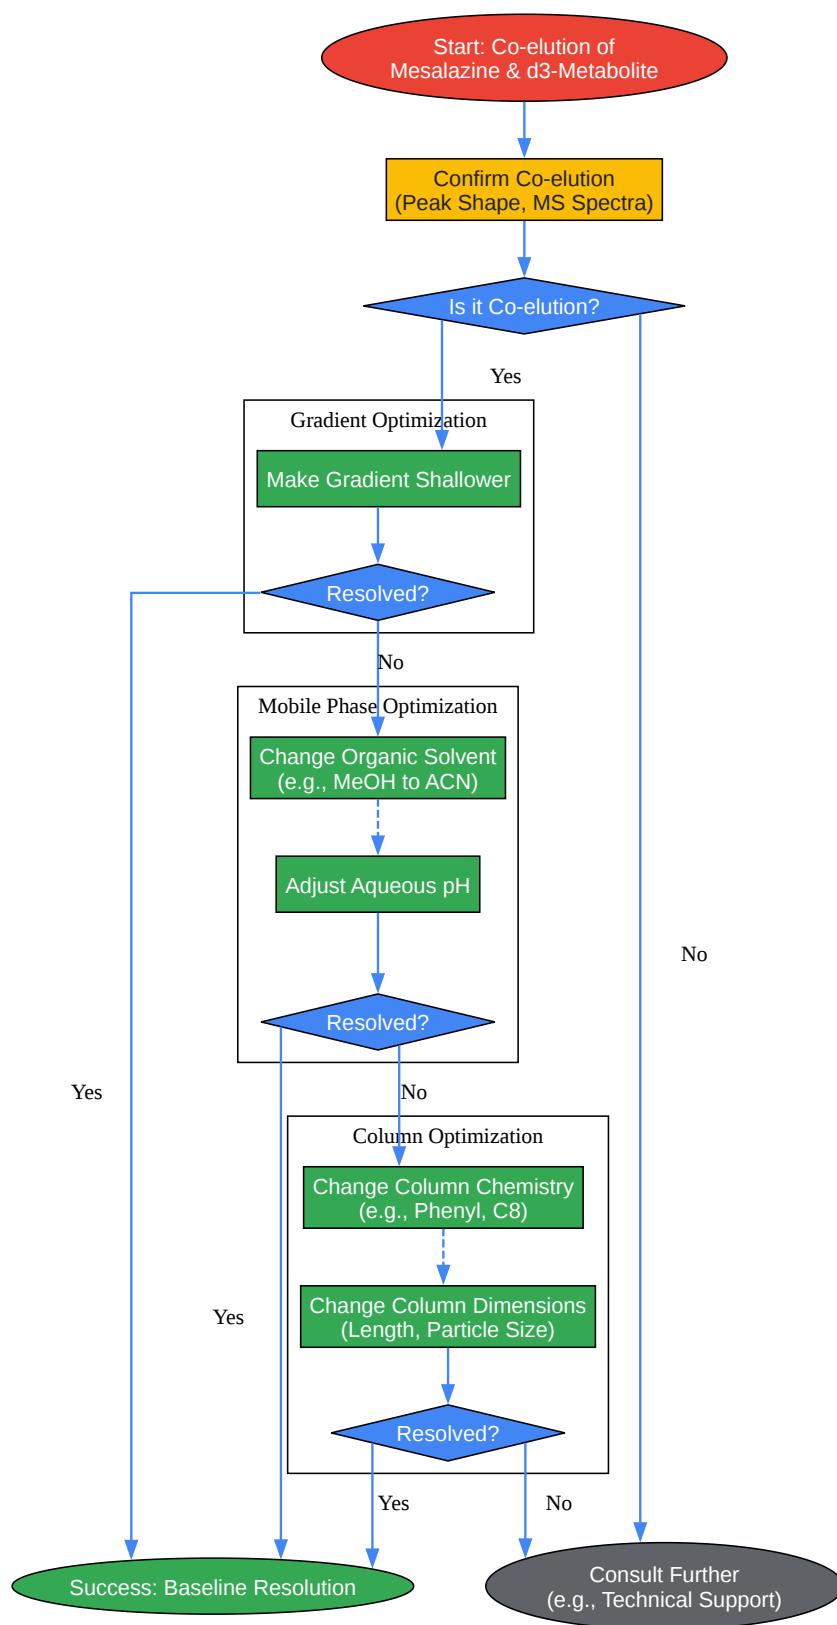 Start: Co-elution of
Mesalazine & d3-Metabolite
Confirm Co-elution
(Peak Shape, MS Spectra)
Is it Co-elution?
Yes
Gradient Optimization
Make Gradient Shallower
Resolved?
No
Mobile Phase Optimization
Change Organic Solvent
(e.g., MeOH to ACN)
Adjust Aqueous pH
No
Resolved?
Yes
No
Column Optimization
Change Column Chemistry
(e.g., Phenyl, C8)
Change Column Dimensions
(Length, Particle Size)
Yes
Resolved?
Yes
No
Success: Baseline Resolution
Consult Further
(e.g., Technical Support)